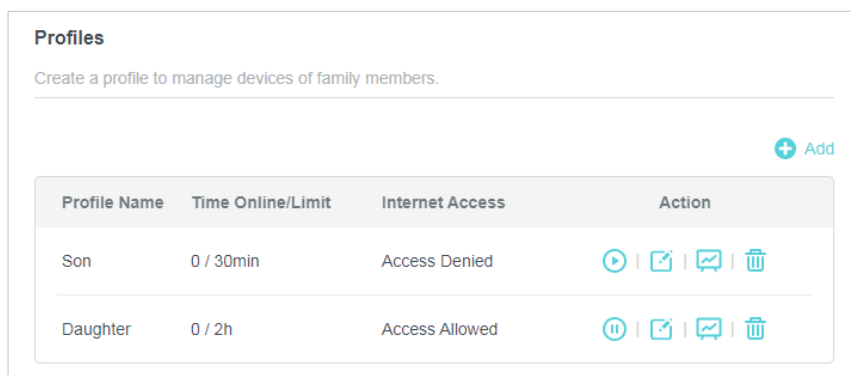 Profiles
Create a profile to manage devices of family members.
Add
Profile Name Time Online/Limit Internet Access Action
Son 0 / 30min Access Denied
Daughter 0 / 2h Access Allowed